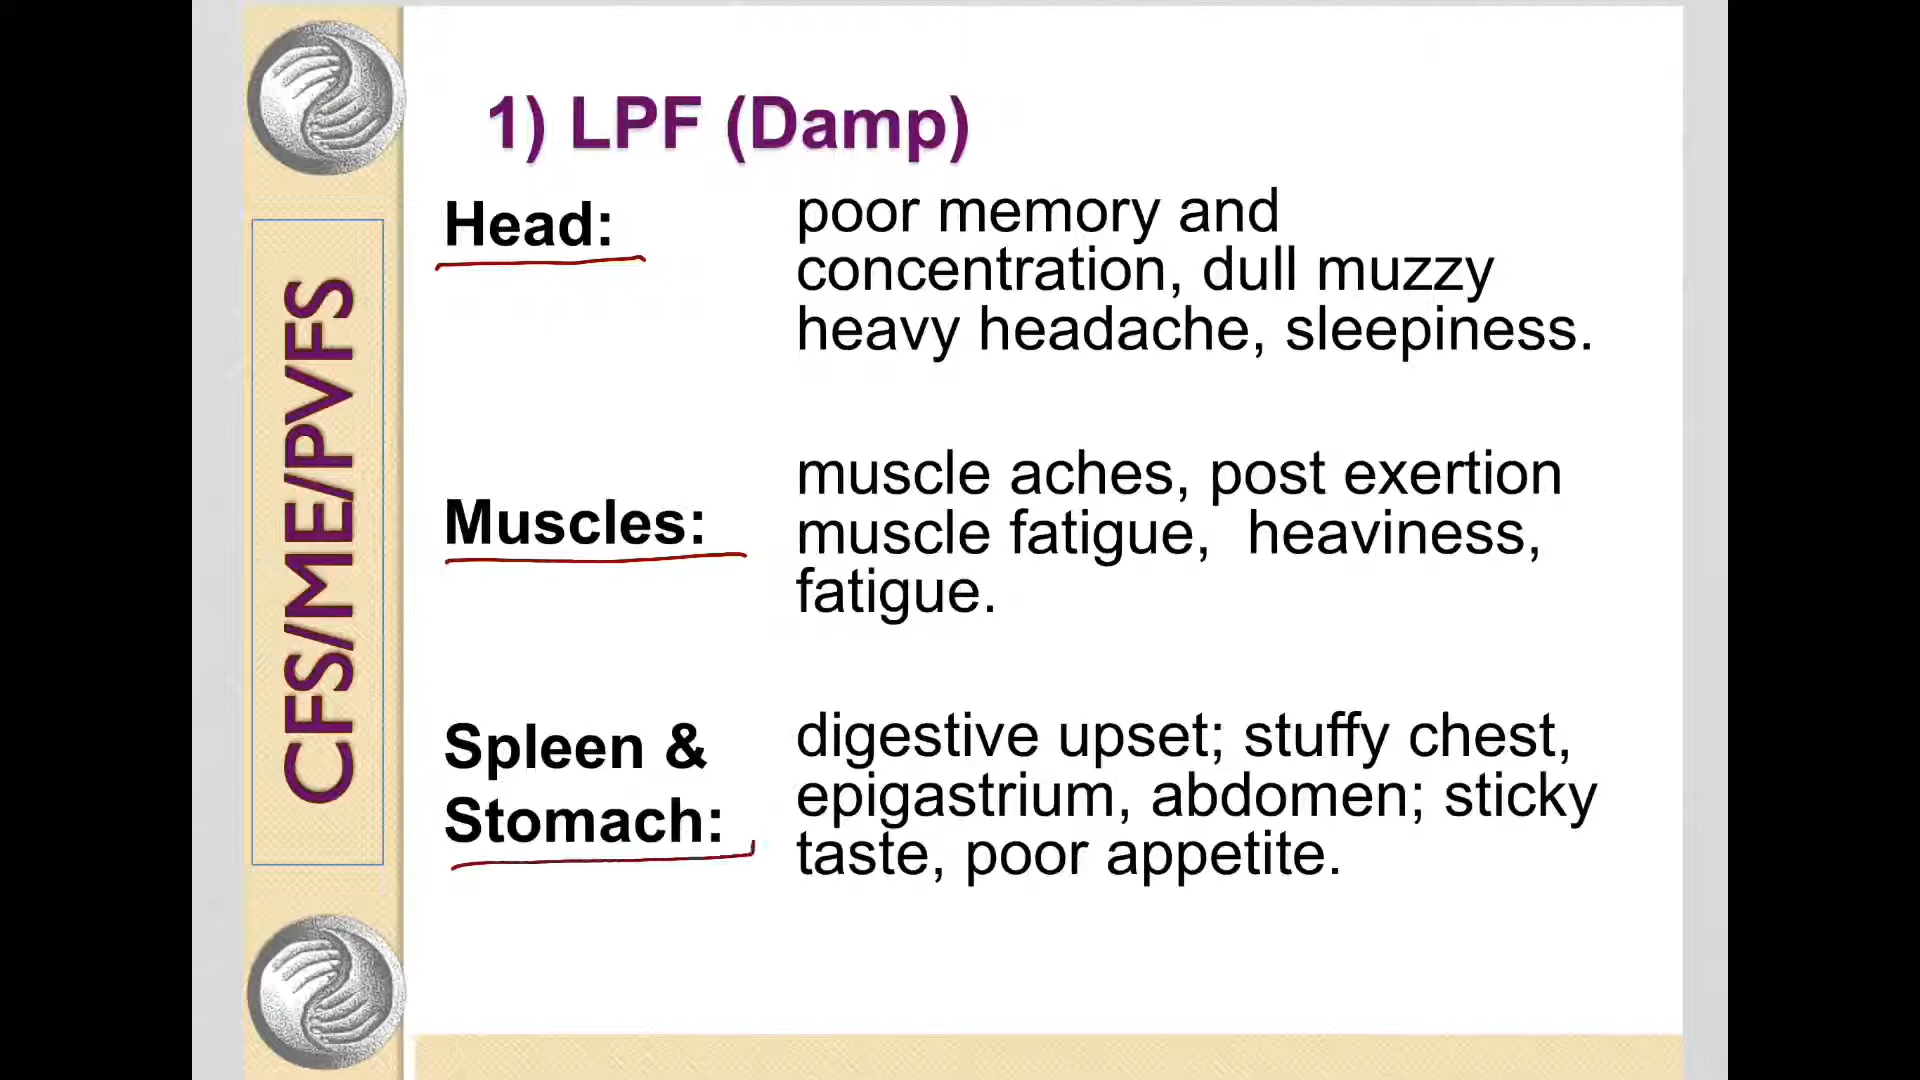 CFS/ME/PVFS
1) LPF (Damp)
Head:
poor memory and
concentration, dull muzzy
heavy headache, sleepiness.
Muscles:
muscle aches, post exertion
muscle fatigue,  heaviness,
fatigue.
Spleen &
Stomach:
digestive upset; stuffy chest,
epigastrium, abdomen; sticky
taste, poor appetite.